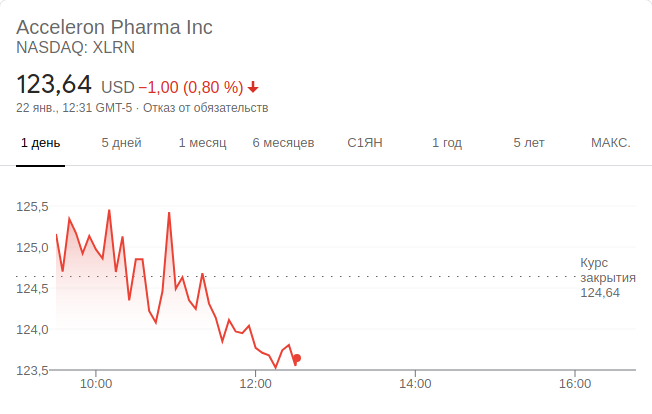 Acceleron Pharma Inc
NASDAQ: XLRN
123,64 USD −1,00 (0,80 %)
22 янв., 12:31 GMT-5 · Отказ от обязательств
1 день 5 дней 1 месяц 6 месяцев С1ЯН 1 год 5 лет МАКС.
125,5
125,0
124,5
124,0
123,5
Курс
закрытия
124,64
10:00 12:00 14:00 16:00